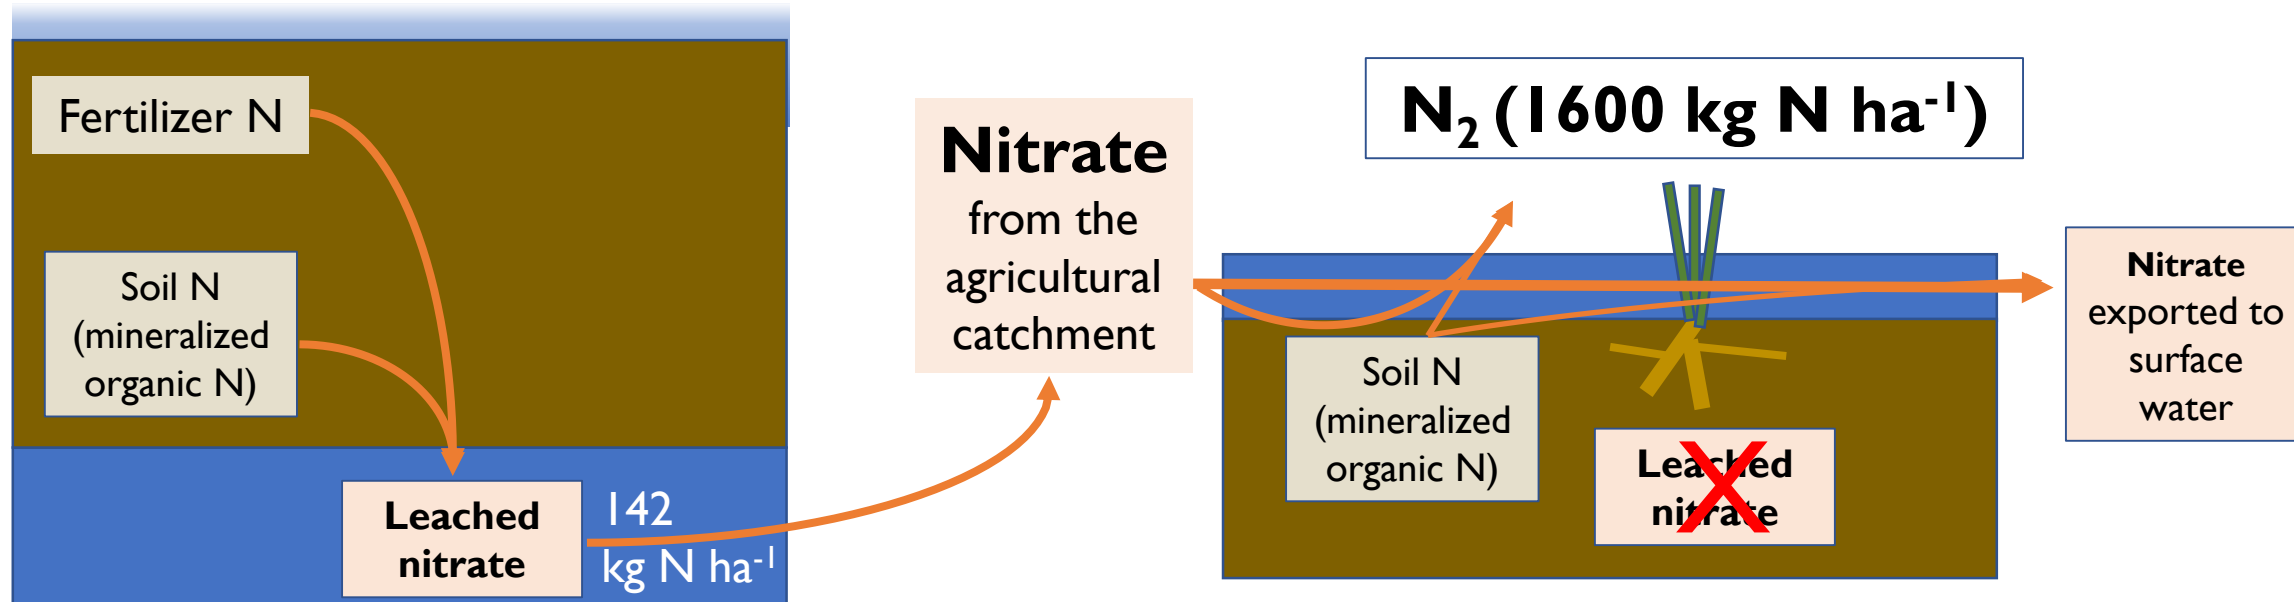 Fertilizer N
Soil N
(mineralized
organic N)
Leached
nitrate
142
kg N ha⁻¹
Nitrate
from the
agricultural
catchment
N₂ (1600 kg N ha⁻¹)
Soil N
(mineralized
organic N)
Leached
nitrate
X
Nitrate
exported to
surface
water